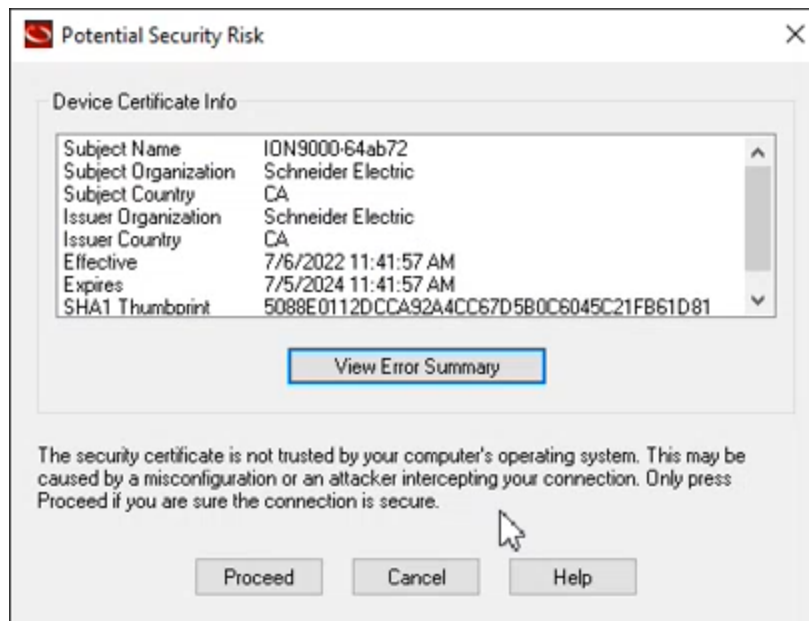 Potential Security Risk
Device Certificate Info
Subject Name ION9000-64ab72
Subject Organization Schneider Electric
Subject Country CA
Issuer Organization Schneider Electric
Issuer Country CA
Effective 7/6/2022 11:41:57 AM
Expires 7/5/2024 11:41:57 AM
SHA1 Thumbprint 5088E0112DCCA92A4CC67D5B0C6045C21FB61D81
View Error Summary
The security certificate is not trusted by your computer's operating system. This may be
caused by a misconfiguration or an attacker intercepting your connection. Only press
Proceed if you are sure the connection is secure.
Proceed Cancel Help